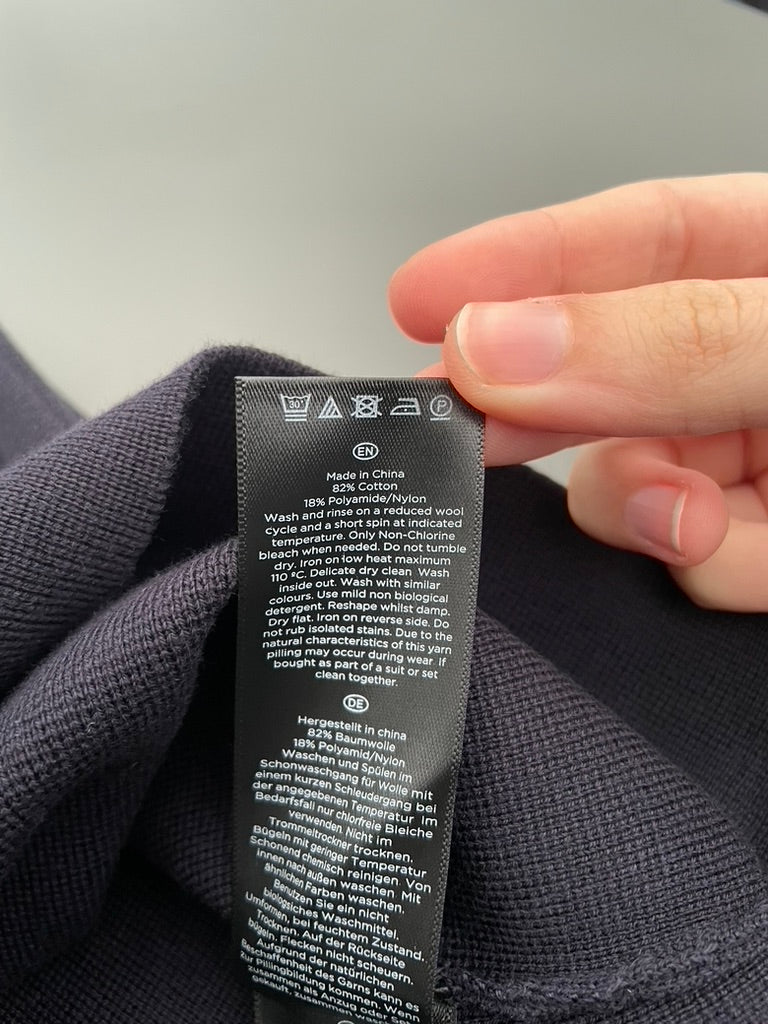 30°
P
EN
Made in China
82% Cotton
18% Polyamide/Nylon
Wash and rinse on a reduced wool
cycle and a short spin at indicated
temperature. Only Non-Chlorine
bleach when needed. Do not tumble
dry. Iron on low heat maximum
110 °C. Delicate dry clean Wash
inside out. Wash with similar
colours. Use mild non biological
detergent. Reshape whilst damp.
Dry flat. Iron on reverse side. Do
not rub isolated stains. Due to the
natural characteristics of this yarn
pilling may occur during wear. If
bought as part of a suit or set
clean together.
DE
Hergestellt in china
82% Baumwolle
18% Polyamid/Nylon
Waschen und Spülen im
Schonwaschgang für Wolle mit
einem kurzen Schleudergang bei
der angegebenen Temperatur Im
Bedarfsfall nur chlorfreie Bleiche
verwenden. Nicht im
Trommeltrockner trocknen.
Bügeln mit geringer Temperatur
Schonend chemisch reinigen. Von
innen nach außen waschen. Mit
ähnlichen Farben waschen.
Benutzen Sie ein nicht
biologisches Waschmittel.
Umformen, bei feuchtem Zustand.
Trocknen. Auf der Rückseite
bügeln. Flecken nicht scheuern.
Aufgrund der natürlichen
Beschaffenheit des Garns kann es
zur Pillingbildung kommen. Wenn
zusammen als Anzug oder Set
gekauft, zusammen